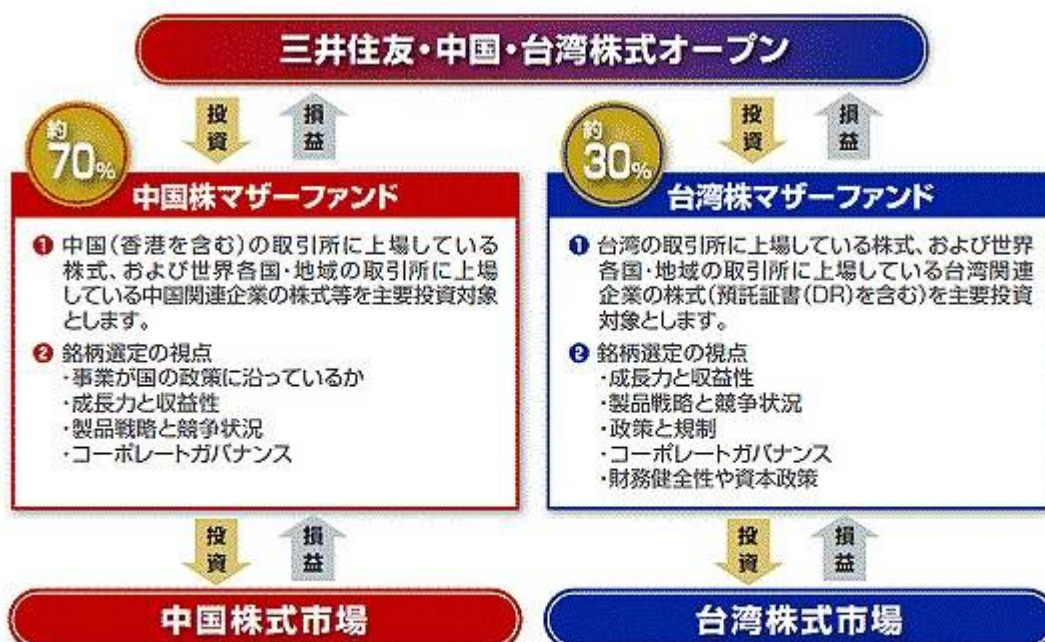 三井住友・中国・台湾株式オープン
投資
損益
投資
損益
約70%
約30%
中国株マザーファンド
❶ 中国(香港を含む)の取引所に上場している
株式、および世界各国・地域の取引所に上場
している中国関連企業の株式等を主要投資対象
とします。
❷ 銘柄選定の視点
・事業が国の政策に沿っているか
・成長力と収益性
・製品戦略と競争状況
・コーポレートガバナンス
台湾株マザーファンド
❶ 台湾の取引所に上場している株式、および世界
各国・地域の取引所に上場している台湾関連
企業の株式(預託証書(DR)を含む)を主要投資
対象とします。
❷ 銘柄選定の視点
・成長力と収益性
・製品戦略と競争状況
・政策と規制
・コーポレートガバナンス
・財務健全性や資本政策
投資
損益
投資
損益
中国株式市場
台湾株式市場